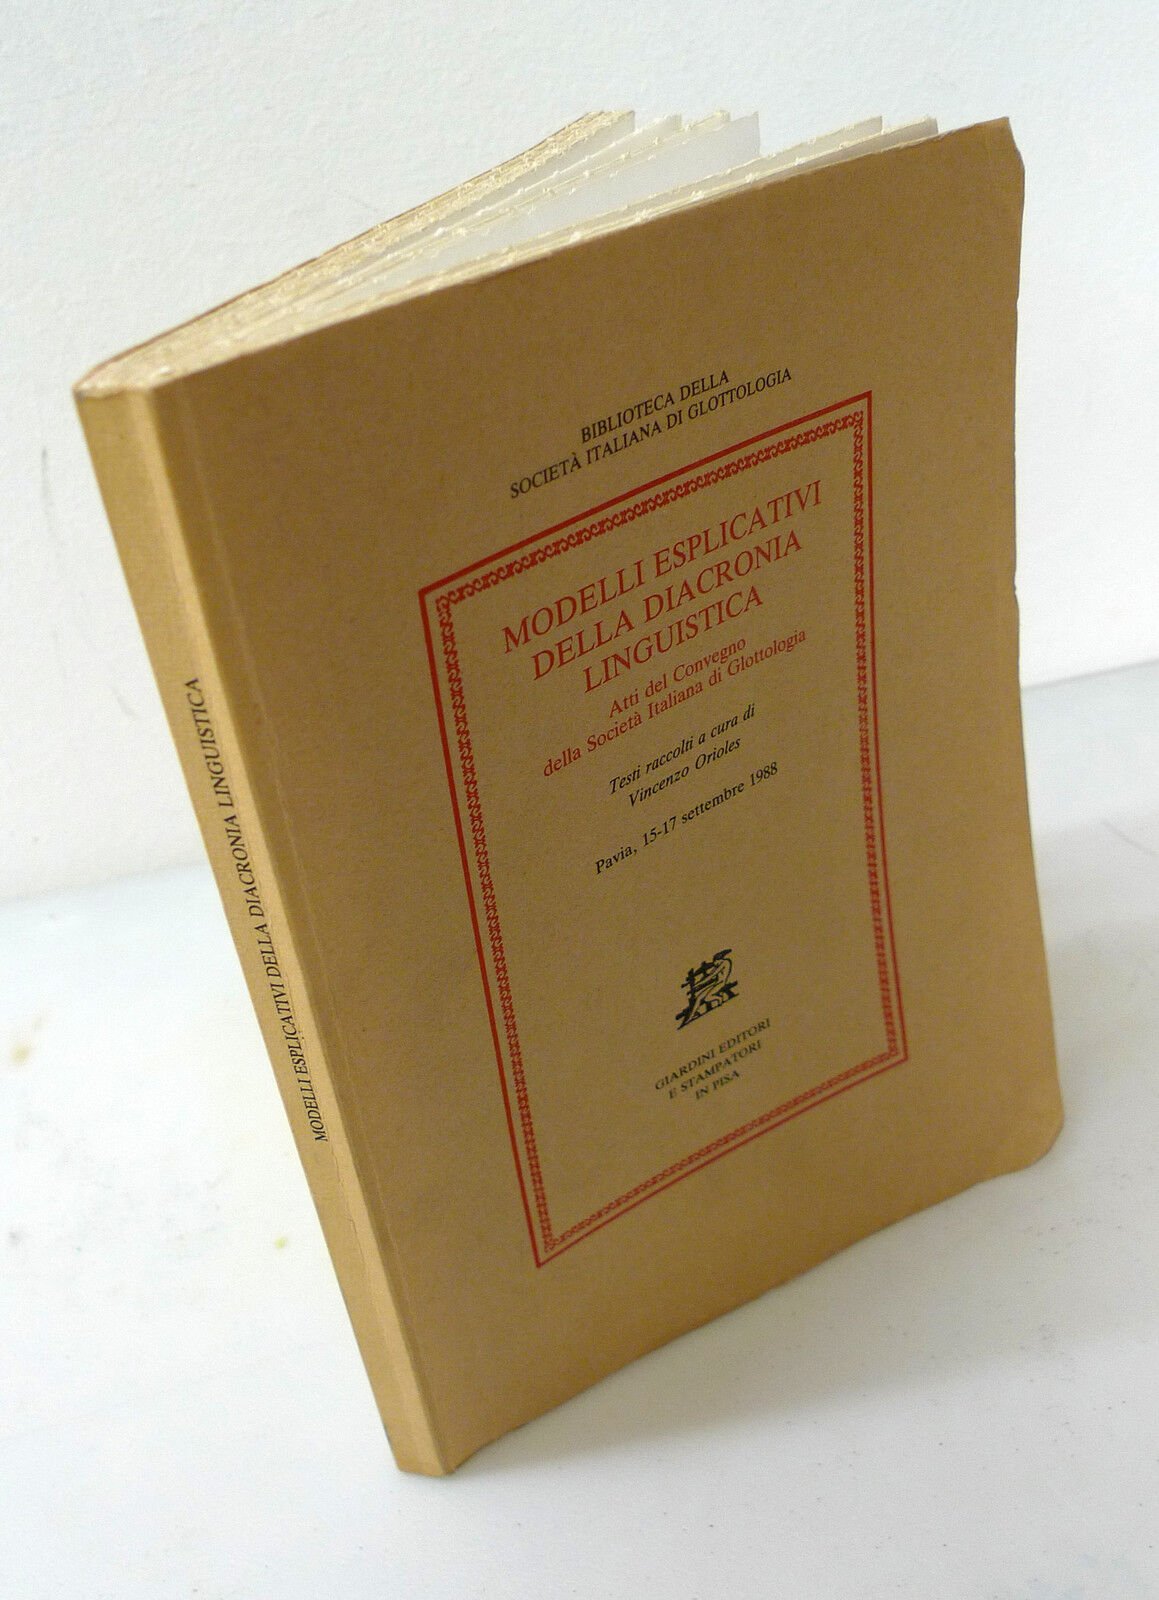 BIBLIOTECA DELLA
SOCIETÀ ITALIANA DI GLOTTOLOGIA
MODELLI ESPLICATIVI
DELLA DIACRONIA
LINGUISTICA
Atti del Convegno
della Società Italiana di Glottologia
Testi raccolti a cura di
Vincenzo Orioles
Pavia, 15-17 settembre 1988
GIARDINI EDITORI
E STAMPATORI
IN PISA
MODELLI ESPLICATIVI DELLA DIACRONIA LINGUISTICA